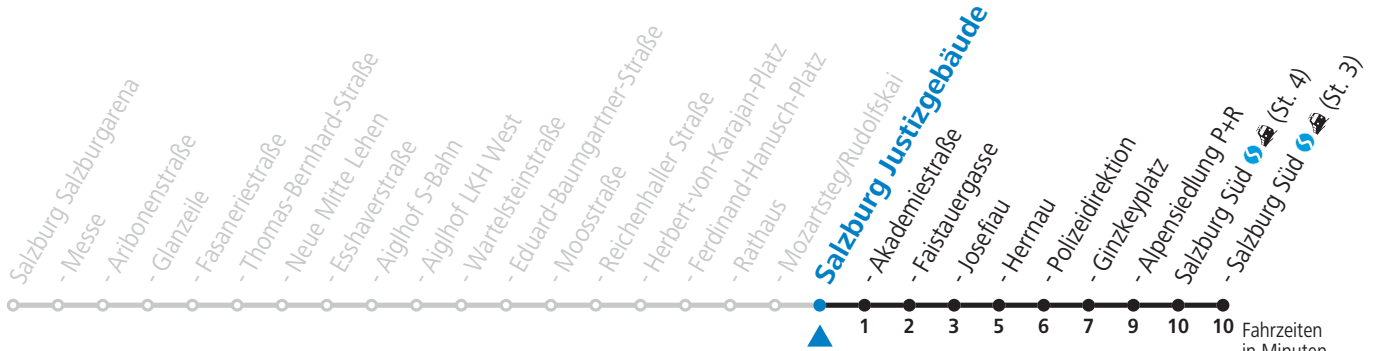 Salzburg Salzburgarena
- Messe
- Aribonenstraße
- Glanzeile
- Fasaneriestraße
- Thomas-Bernhard-Straße
- Neue Mitte Lehen
- Esshaverstraße
- Aiglhof S-Bahn
- Aiglhof LKH West
- Wartelsteinstraße
- Eduard-Baumgartner-Straße
- Moosstraße
- Reichenhaller Straße
- Herbert-von-Karajan-Platz
- Ferdinand-Hanusch-Platz
- Rathaus
- Mozartsteg/Rudolfskai
Salzburg Justizgebäude
- Akademiestraße
- Faistauergasse
- Josefiau
- Herrnau
- Polizeidirektion
- Ginzkeyplatz
- Alpensiedlung P+R
Salzburg Süd (St. 4)
- Salzburg Süd (St. 3)
1 2 3 5 6 7 9 10 10 Fahrzeiten
in Minuten